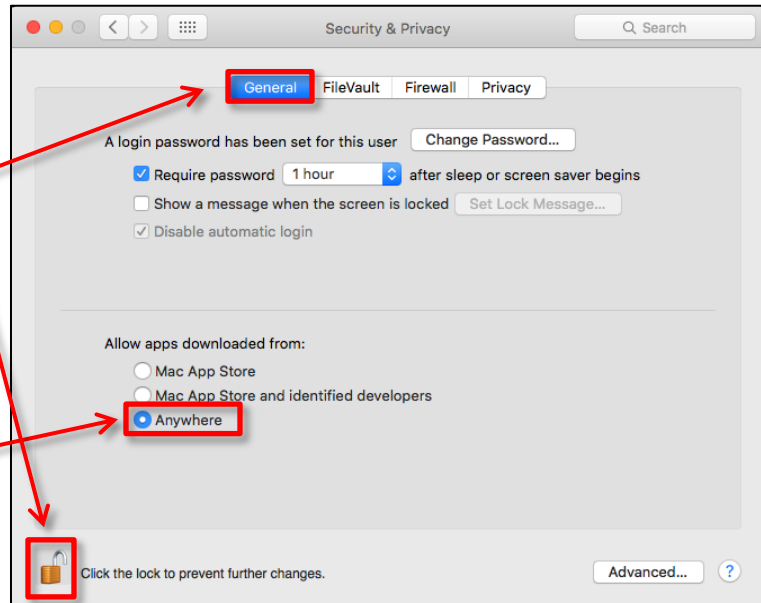 Security & Privacy
Search
General FileVault Firewall Privacy
A login password has been set for this user Change Password...
Require password 1 hour after sleep or screen saver begins
Show a message when the screen is locked Set Lock Message...
Disable automatic login
Allow apps downloaded from:
Mac App Store
Mac App Store and identified developers
Anywhere
Click the lock to prevent further changes.
Advanced... ?